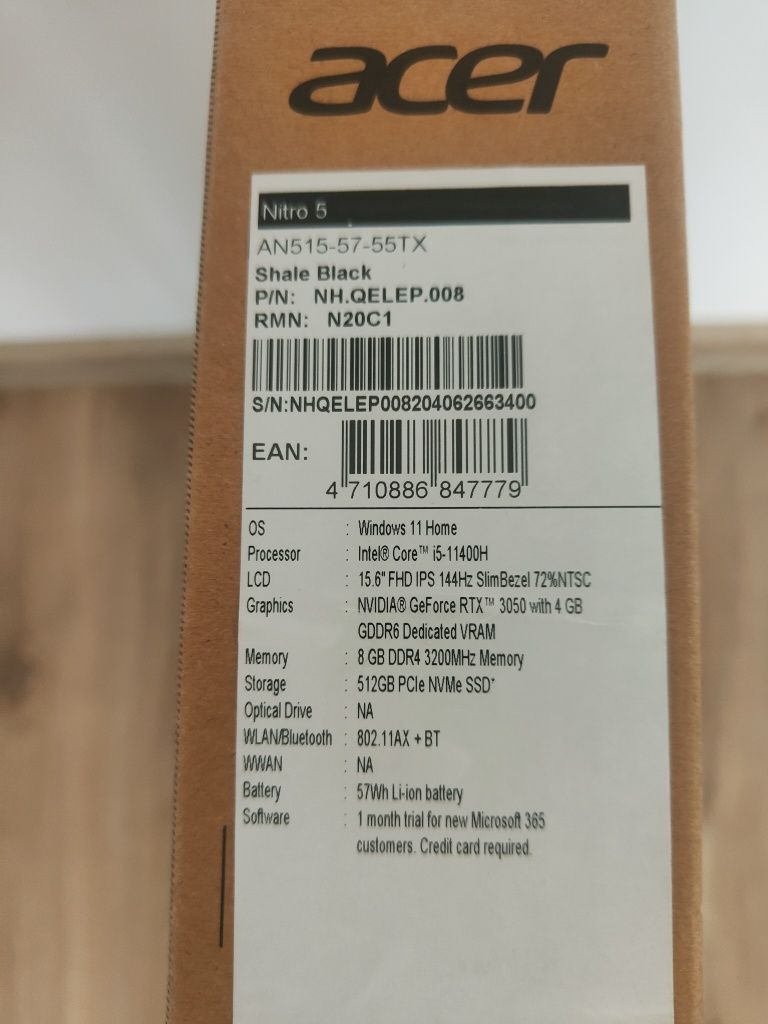 acer
Nitro 5
AN515-57-55TX
Shale Black
P/N: NH.QELEP.008
RMN: N20C1
S/N:NHQELEP008204062663400
EAN:
4 710886 847779
OS : Windows 11 Home
Processor : Intel® Core™ i5-11400H
LCD : 15.6" FHD IPS 144Hz SlimBezel 72%NTSC
Graphics : NVIDIA® GeForce RTX™ 3050 with 4 GB
GDDR6 Dedicated VRAM
Memory : 8 GB DDR4 3200MHz Memory
Storage : 512GB PCIe NVMe SSD*
Optical Drive : NA
WLAN/Bluetooth : 802.11AX + BT
WWAN : NA
Battery : 57Wh Li-ion battery
Software : 1 month trial for new Microsoft 365
customers. Credit card required.